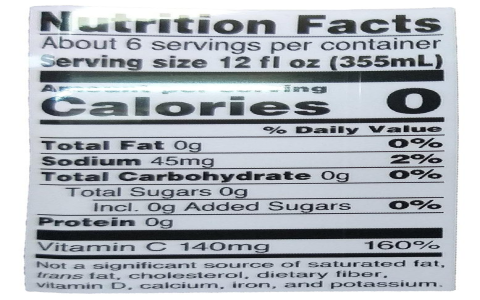 Nutrition Facts
About 6 servings per container
Serving size 12 fl oz (355mL)
Amount per serving
Calories 0
% Daily Value
Total Fat 0g 0%
Sodium 45mg 2%
Total Carbohydrate 0g 0%
Total Sugars 0g
Incl. 0g Added Sugars 0%
Protein 0g
Vitamin C 140mg 160%
Not a significant source of saturated fat,
trans fat, cholesterol, dietary fiber,
vitamin D, calcium, iron, and potassium.